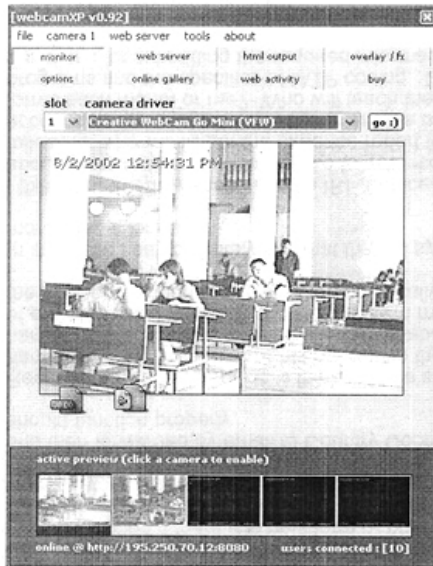 [webcamXP v0.92]
file camera 1 web server tools about
monitor web server html output overlay / fx
options online gallery web activity buy
slot camera driver
1 Creative WebCam Go Mini (VFW) go :)
8/2/2002 12:54:31 PM
active preview (click a camera to enable)
online @ http://195.250.70.12:8080 users connected : [10]